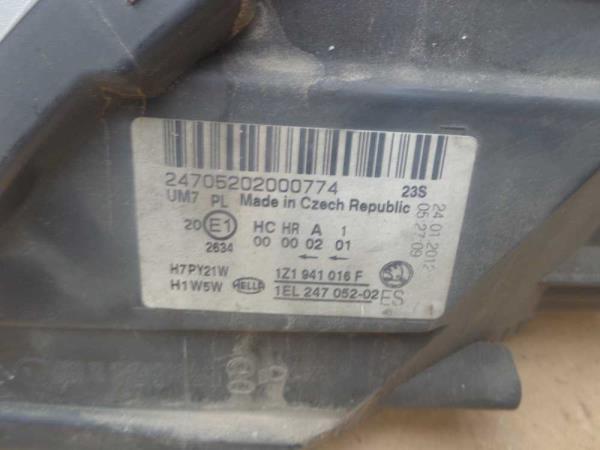 24705202000774 23S
UM7 PL Made in Czech Republic
20 E1 HC HR A 1
2634 00 00 02 01
←←
H7PY21W 1Z1 941 016 F
H1W5W HELLA 1EL 247 052-02 ES
24 01 2012
05:27:09